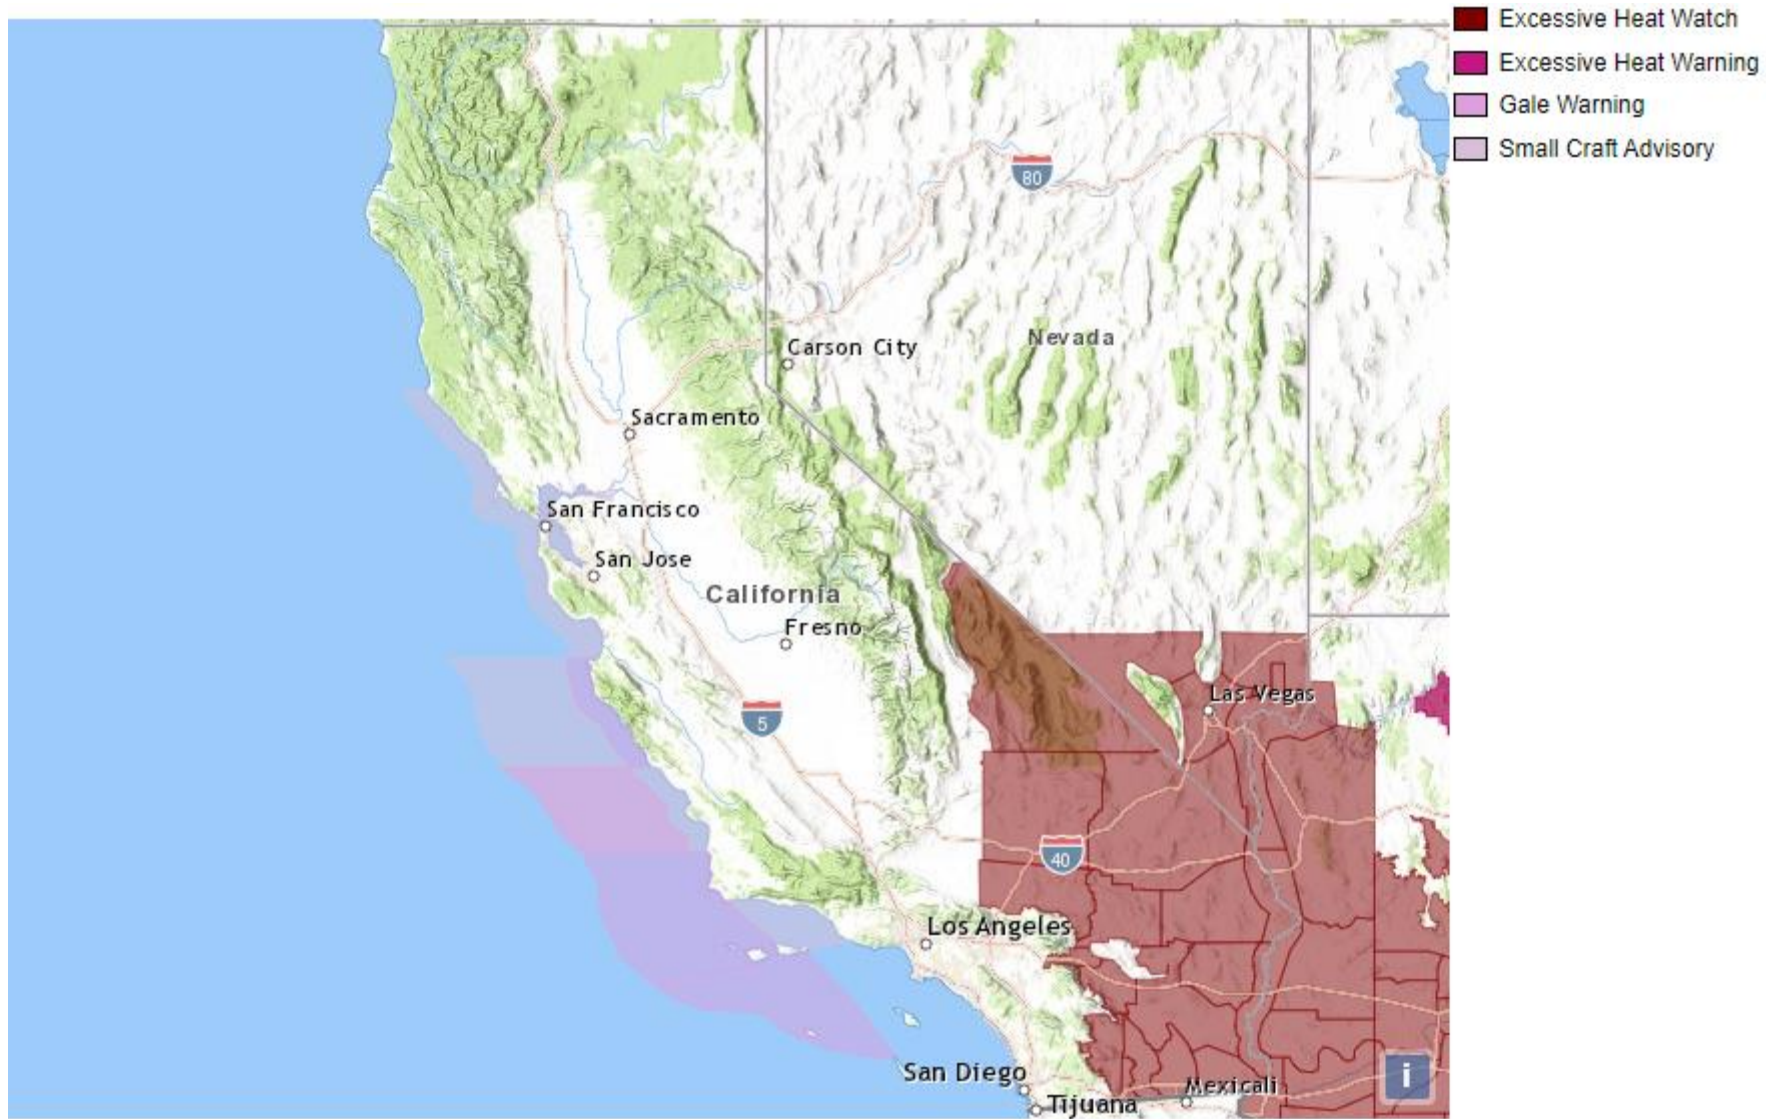 Excessive Heat Watch
Excessive Heat Warning
Gale Warning
Small Craft Advisory
80
Nevada
Carson City
Sacramento
San Francisco
San Jose
California
Fresno
Las Vegas
5
40
Los Angeles
San Diego
Mexicali
Tijuana
i